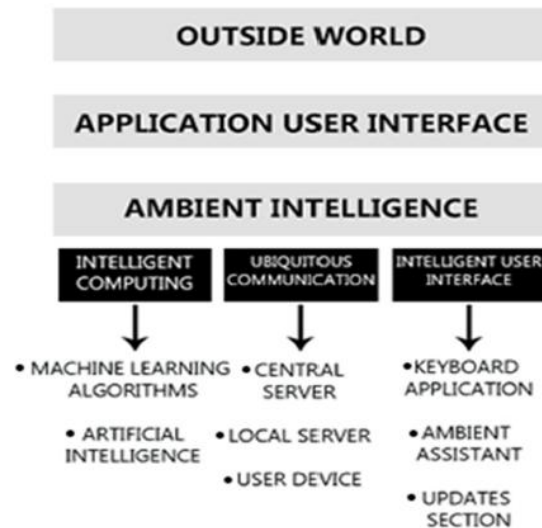 OUTSIDE WORLD
APPLICATION USER INTERFACE
AMBIENT INTELLIGENCE
INTELLIGENT
COMPUTING
UBIQUITIOUS
COMMUNICATION
INTELLIGENT USER
INTERFACE
• MACHINE LEARNING
ALGORITHMS
• ARTIFICIAL
INTELLIGENCE
• CENTRAL
SERVER
• LOCAL SERVER
• USER DEVICE
• KEYBOARD
APPLICATION
• AMBIENT
ASSISTANT
• UPDATES
SECTION